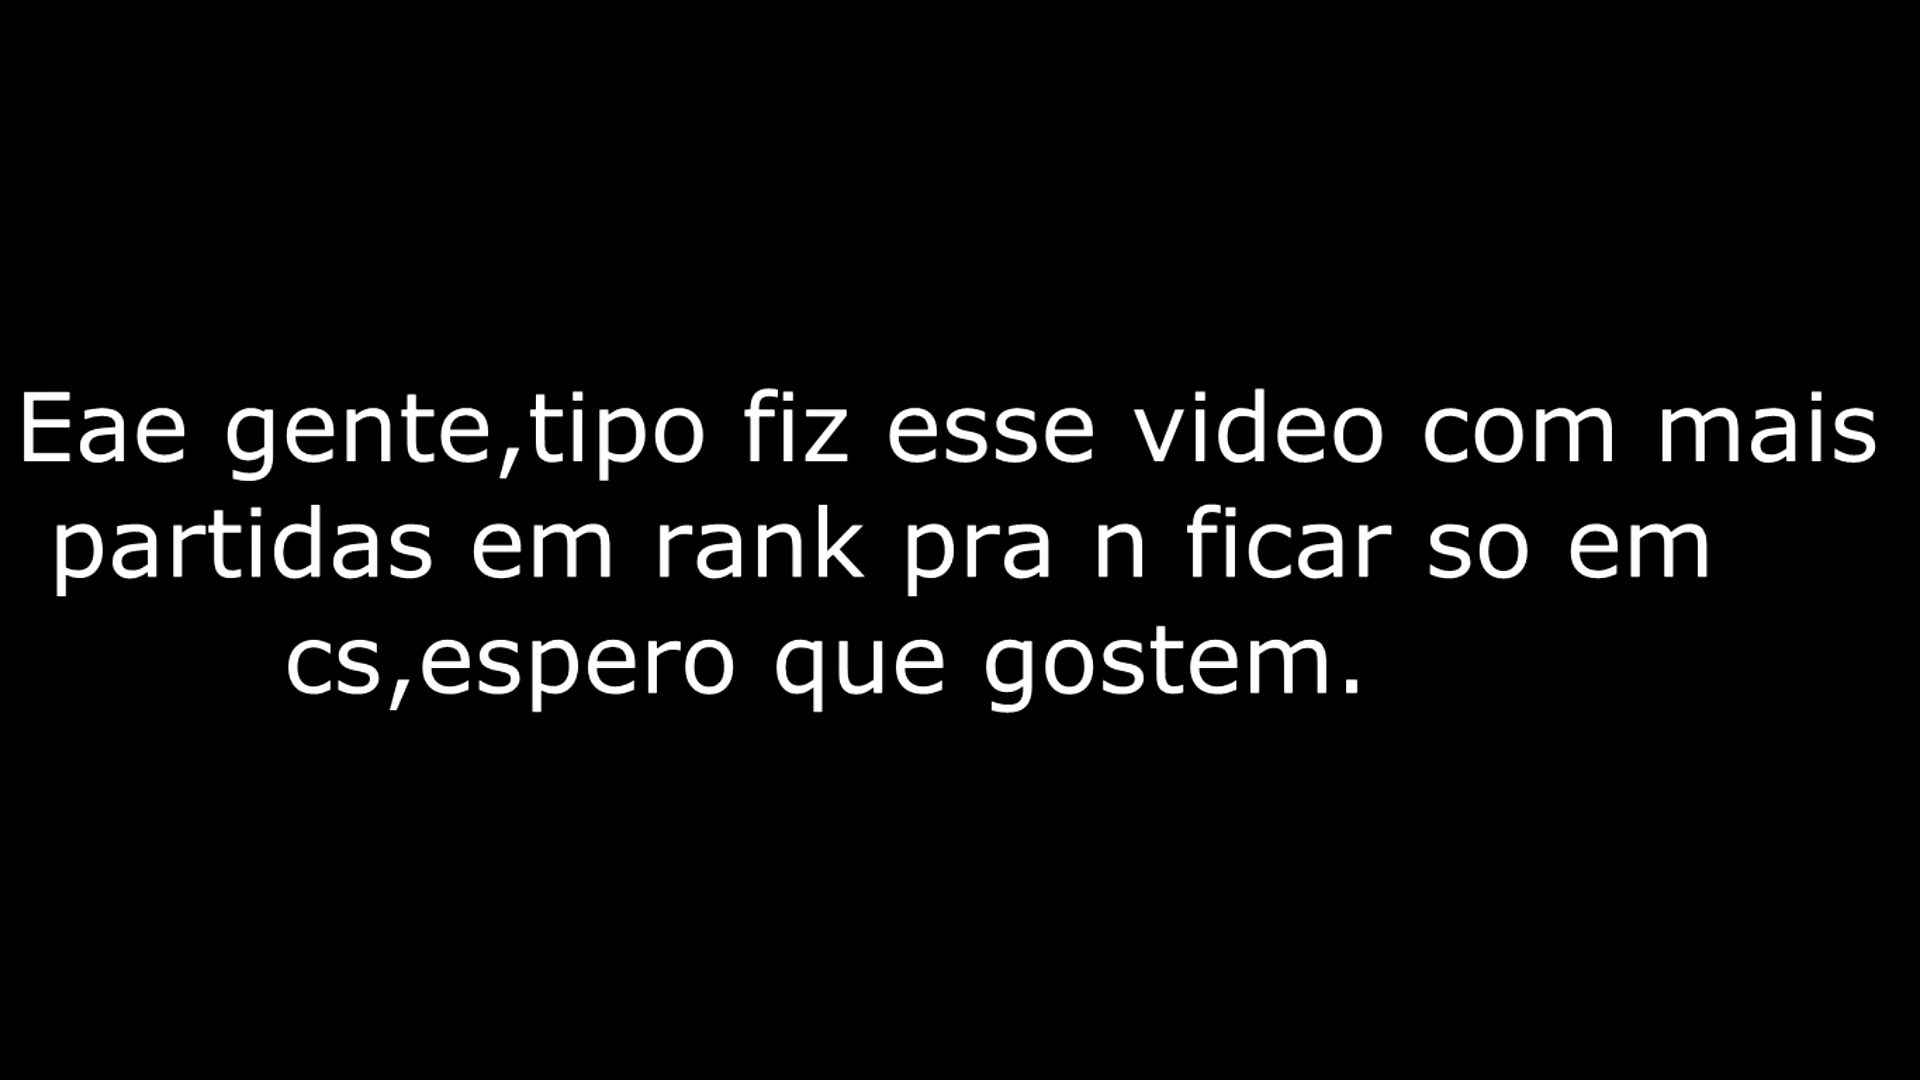 Eae gente,tipo fiz esse video com mais
partidas em rank pra n ficar so em
cs,espero que gostem.